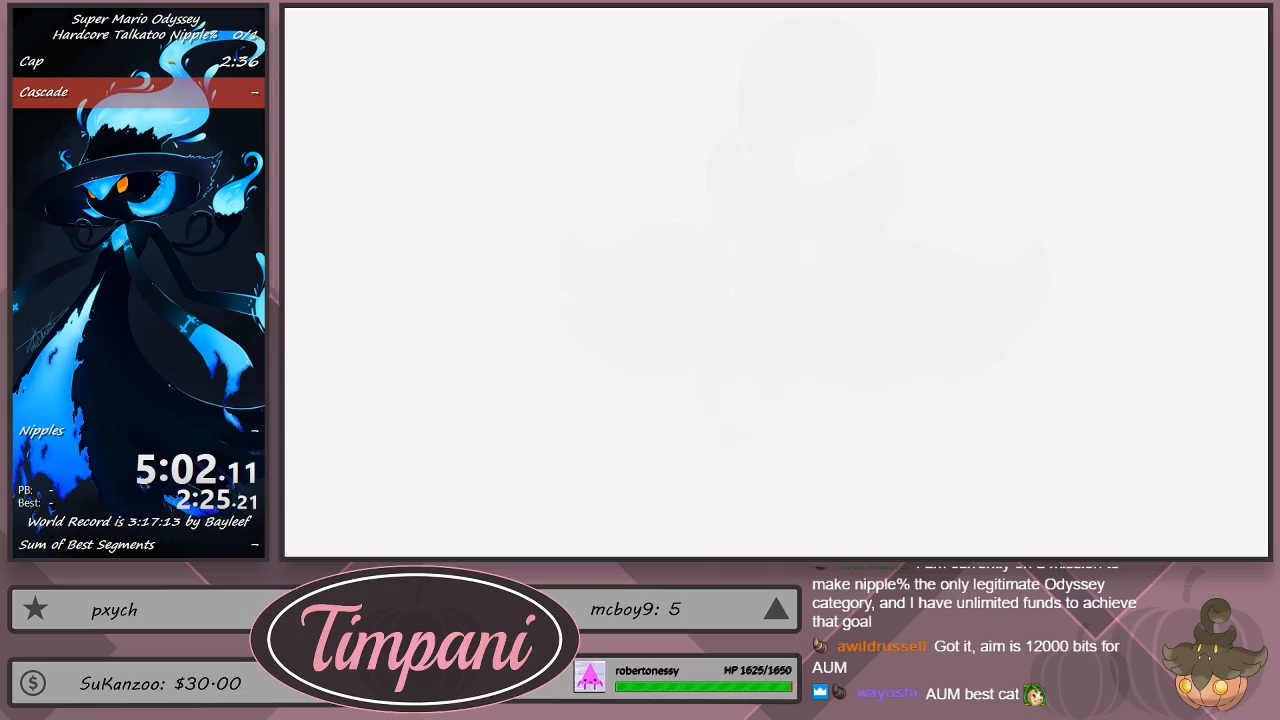 Super Mario Odyssey
Hardcore Talkatoo Nipple% 0/1
Cap 2:36
Cascade –
Nipples –
5:02.11
PB: -
2:25.21
Best: -
World Record is 3:17:13 by Bayleef
Sum of Best Segments –
pxych
mcboy9: 5
Timpani
SuKanzoo: $30.00
robertonessy HP 1625/1650
make nipple% the only legitimate Odyssey
category, and I have unlimited funds to achieve
that goal
awildrussell Got it, aim is 12000 bits for
AUM
wayoshi AUM best cat